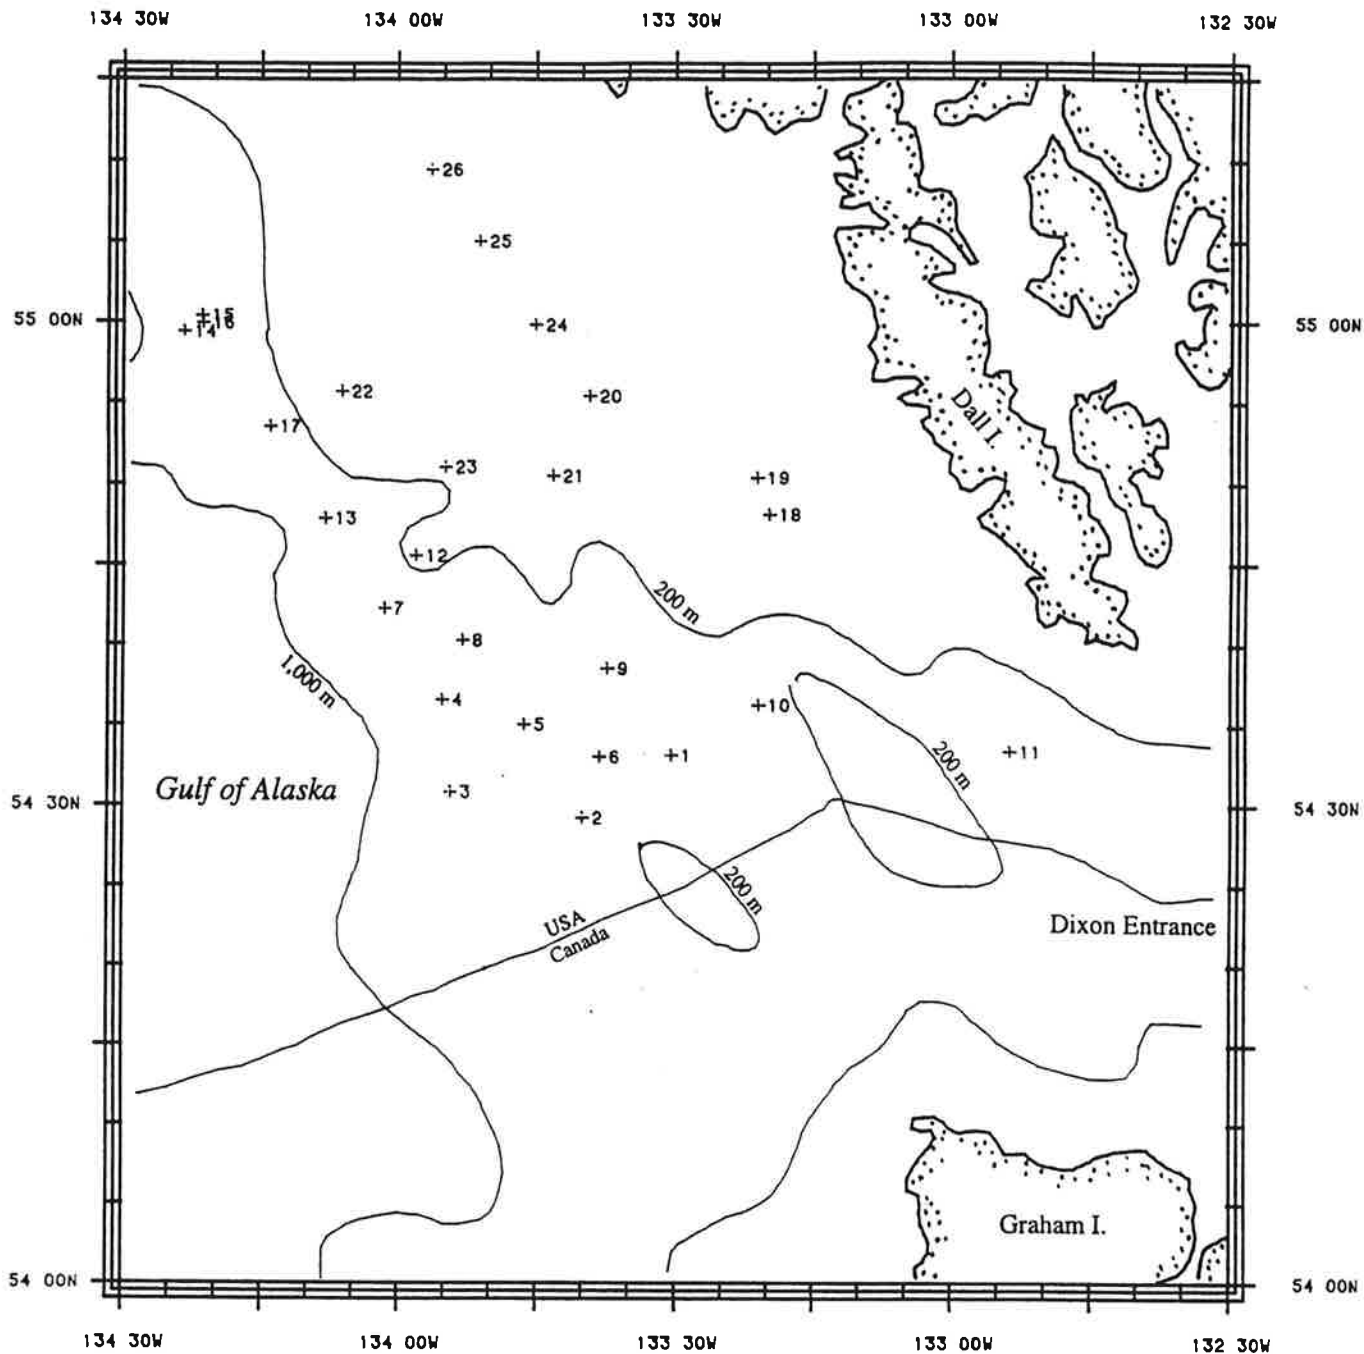 134 30W 134 00W 133 30W 133 00W 132 30W
+26
+25
55 00N +15 +16 +14 +24 55 00N
+22 +20
+17
+23 +21 +19
+13 +18
+12
+7 200 m
+8
1,000 m +9
+4 +10
+5
+6 +1 200 m +11
Gulf of Alaska +3
54 30N 54 30N
+2
200 m
USA
Canada
Dixon Entrance
Dall I.
Graham I.
54 00N 54 00N
134 30W 134 00W 133 30W 133 00W 132 30W